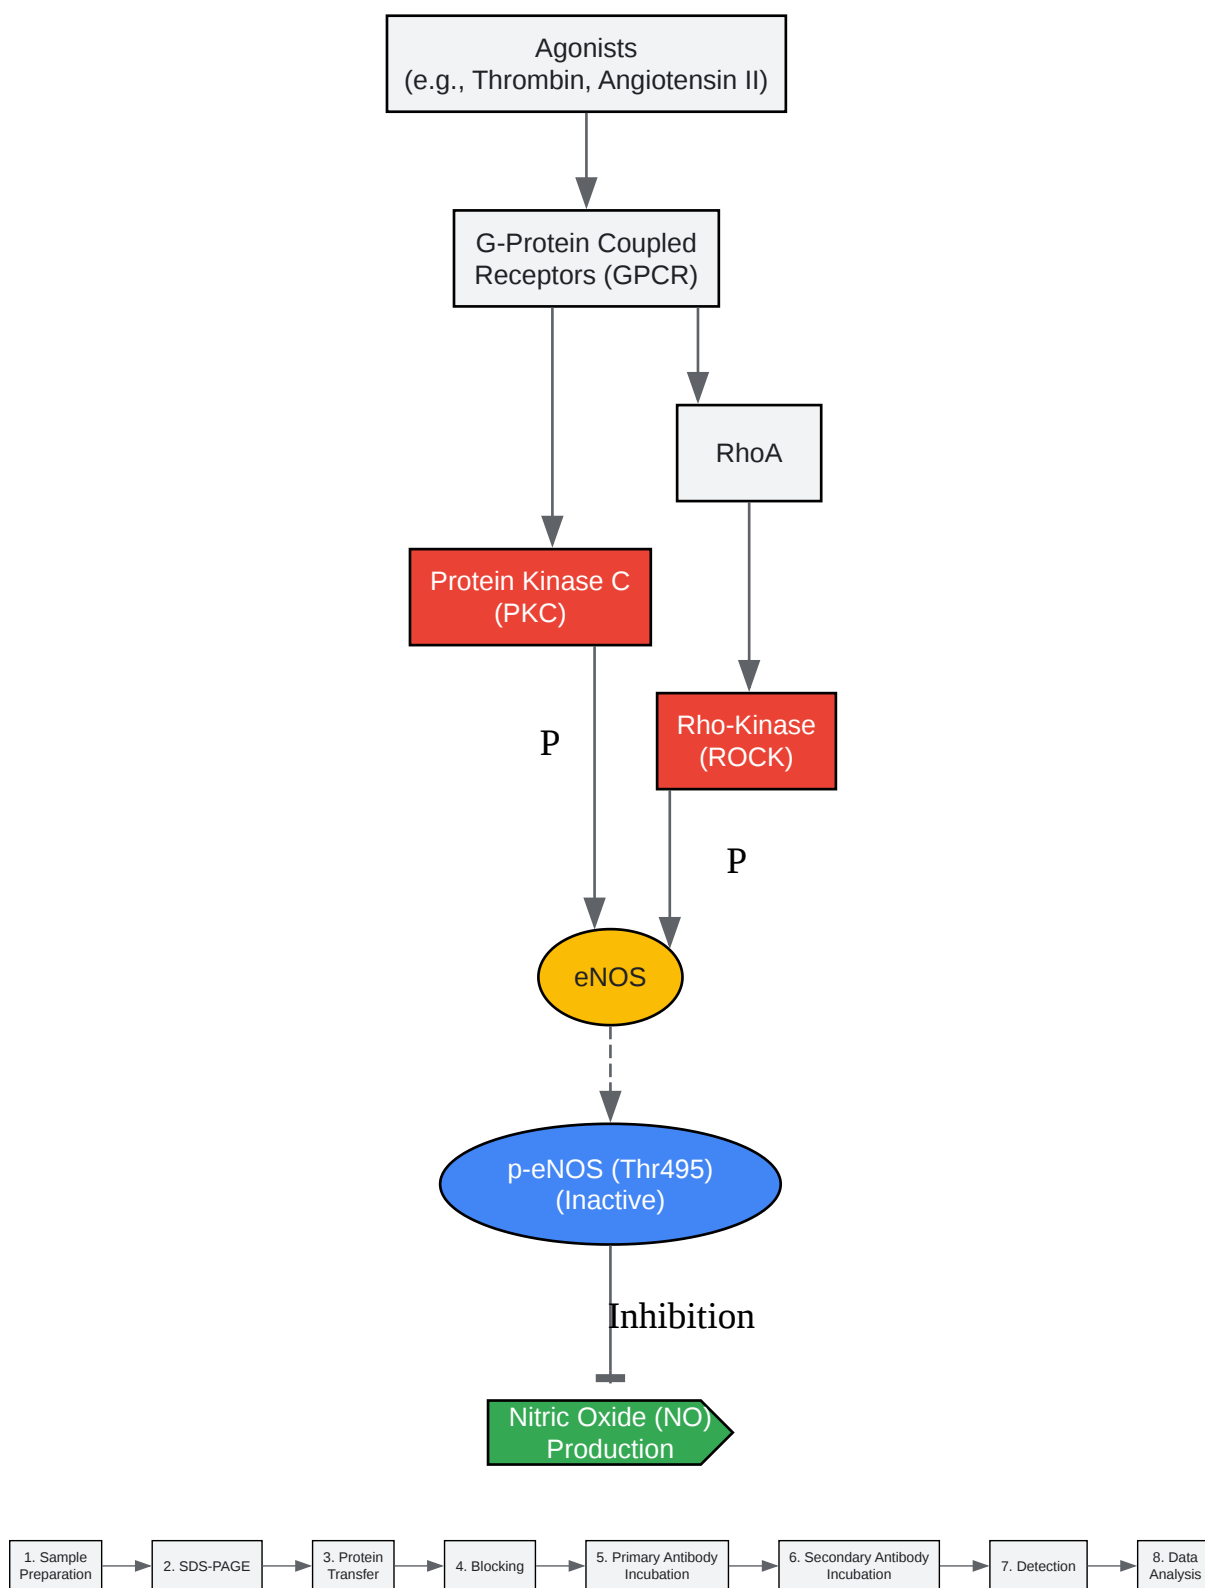 Agonists
(e.g., Thrombin, Angiotensin II)
G-Protein Coupled
Receptors (GPCR)
RhoA
Protein Kinase C
(PKC)
Rho-Kinase
(ROCK)
P
P
eNOS
p-eNOS (Thr495)
(Inactive)
Inhibition
Nitric Oxide (NO)
Production
1. Sample
Preparation
2. SDS-PAGE
3. Protein
Transfer
4. Blocking
5. Primary Antibody
Incubation
6. Secondary Antibody
Incubation
7. Detection
8. Data
Analysis